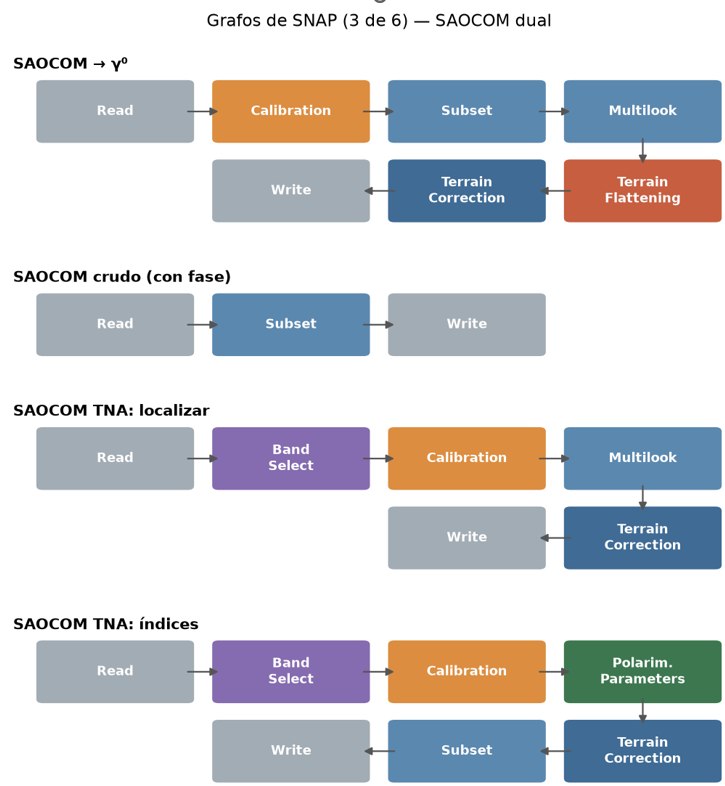 Grafos de SNAP (3 de 6) — SAOCOM dual
SAOCOM → γ⁰
Read
Calibration
Subset
Multilook
Write
Terrain
Correction
Terrain
Flattening
SAOCOM crudo (con fase)
Read
Subset
Write
SAOCOM TNA: localizar
Read
Band
Select
Calibration
Multilook
Write
Terrain
Correction
SAOCOM TNA: índices
Read
Band
Select
Calibration
Polarim.
Parameters
Write
Subset
Terrain
Correction